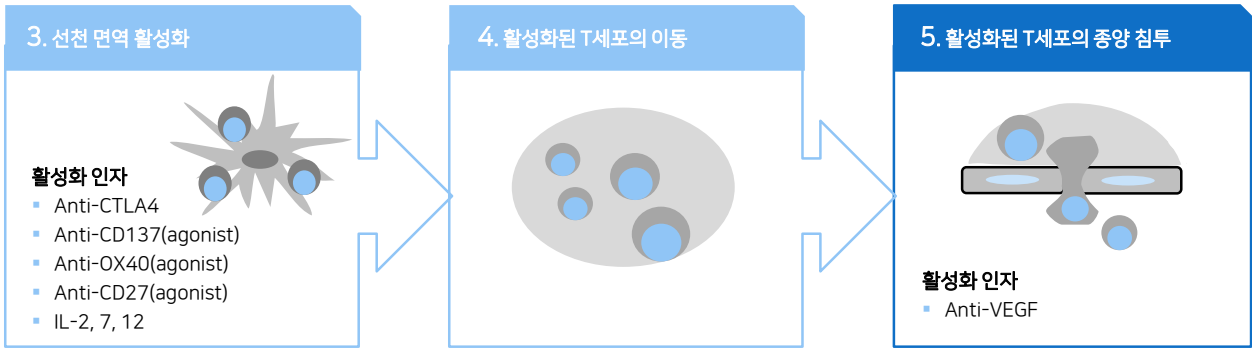 3. 선천 면역 활성화
활성화 인자
Anti-CTLA4
Anti-CD137(agonist)
Anti-OX40(agonist)
Anti-CD27(agonist)
IL-2, 7, 12
4. 활성화된 T세포의 이동
5. 활성화된 T세포의 종양 침투
활성화 인자
Anti-VEGF